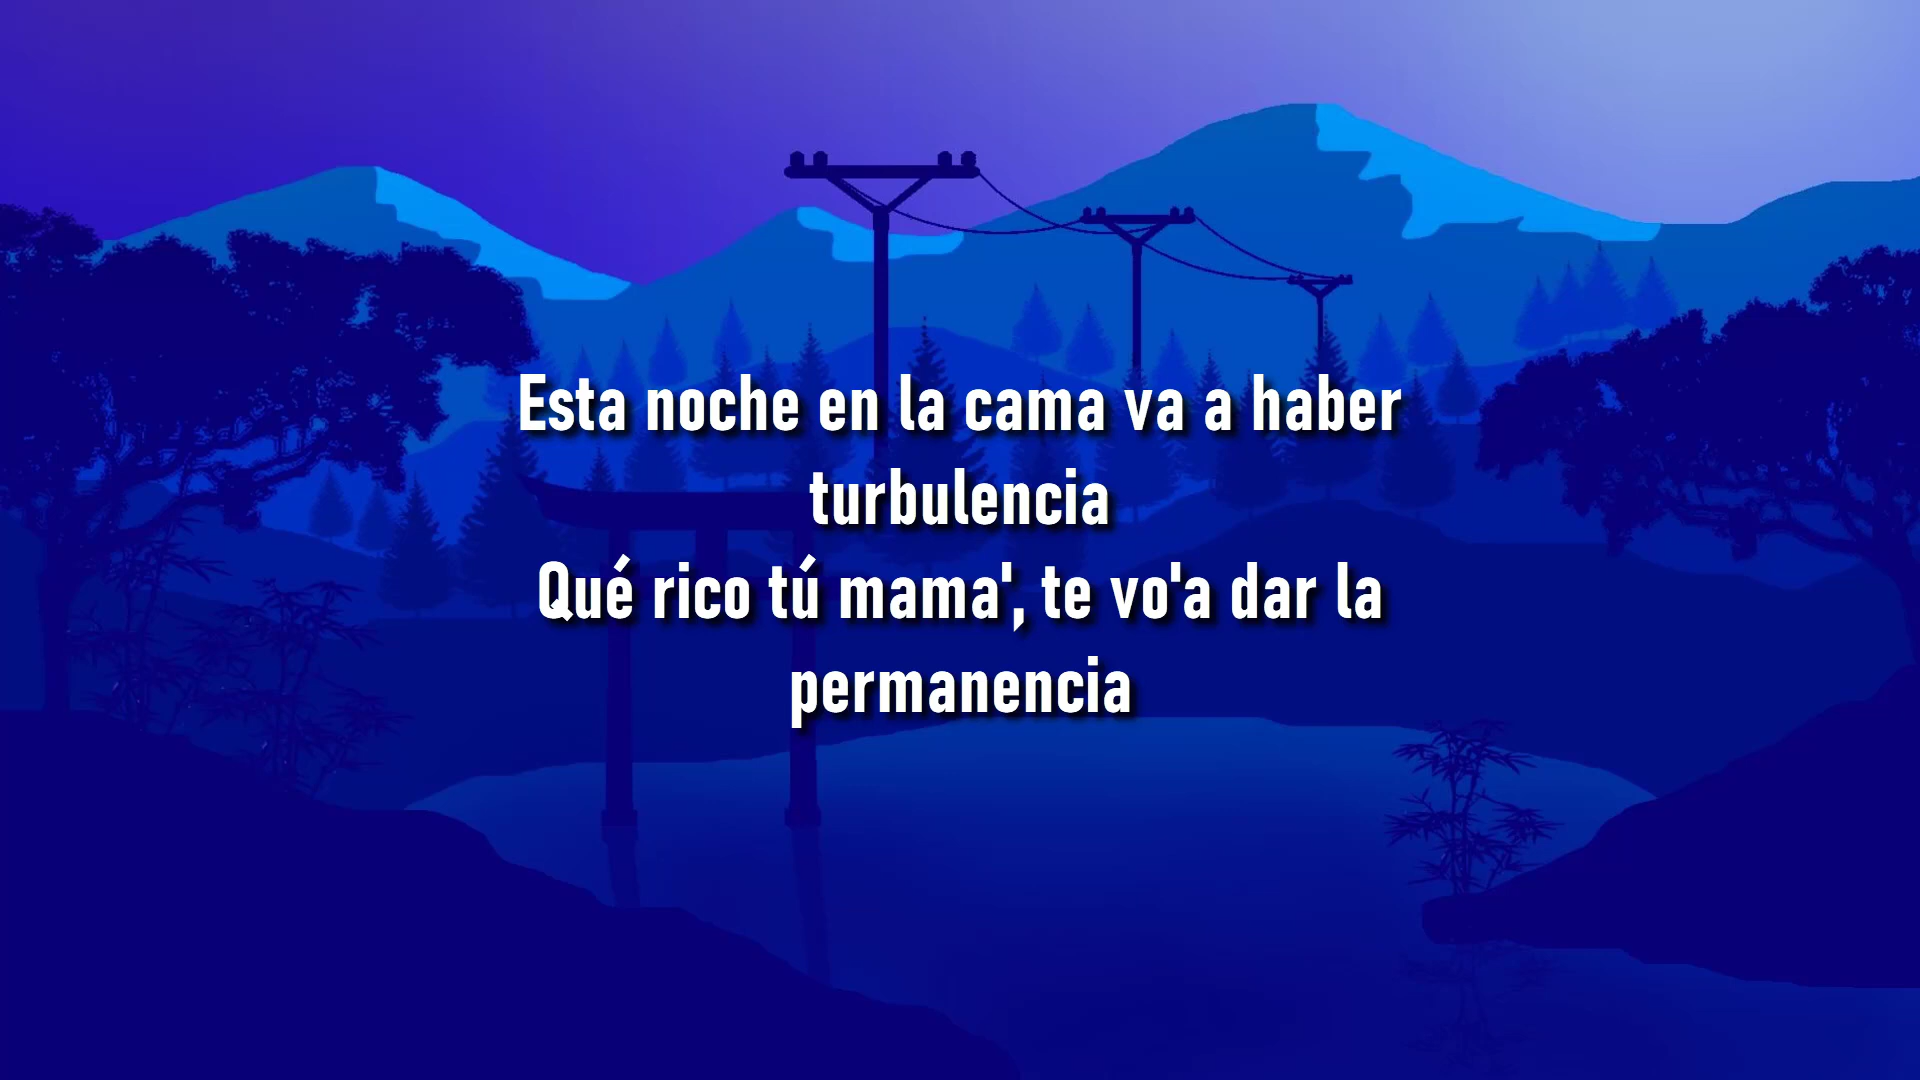 Esta noche en la cama va a haber
turbulencia
Qué rico tú mama', te vo'a dar la
permanencia